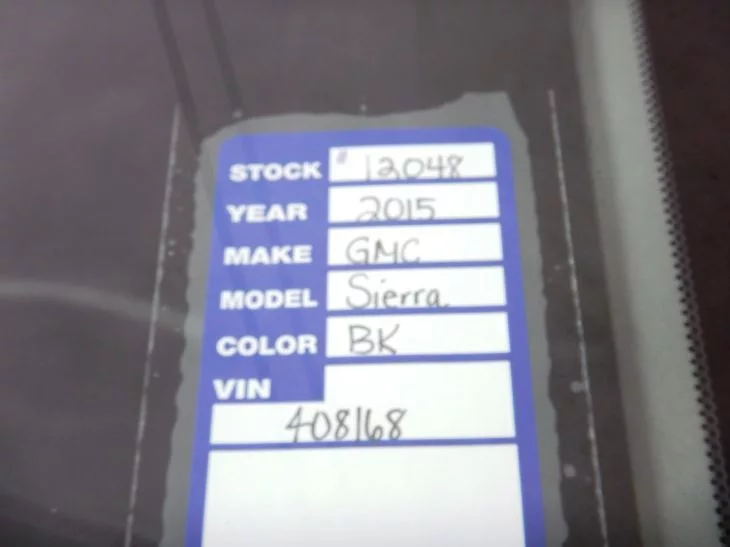 STOCK # 12048
YEAR 2015
MAKE GMC
MODEL Sierra
COLOR BK
VIN
408168